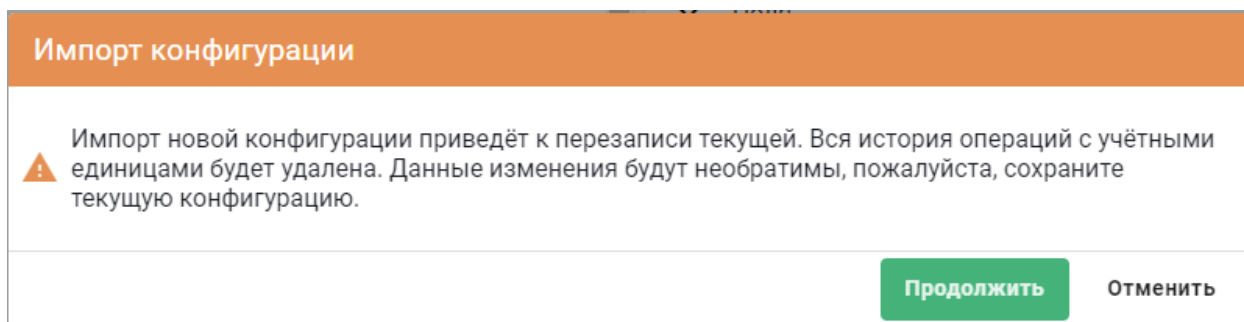 Импорт конфигурации
Импорт новой конфигурации приведёт к перезаписи текущей. Вся история операций с учётными
единицами будет удалена. Данные изменения будут необратимы, пожалуйста, сохраните
текущую конфигурацию.
Продолжить Отменить